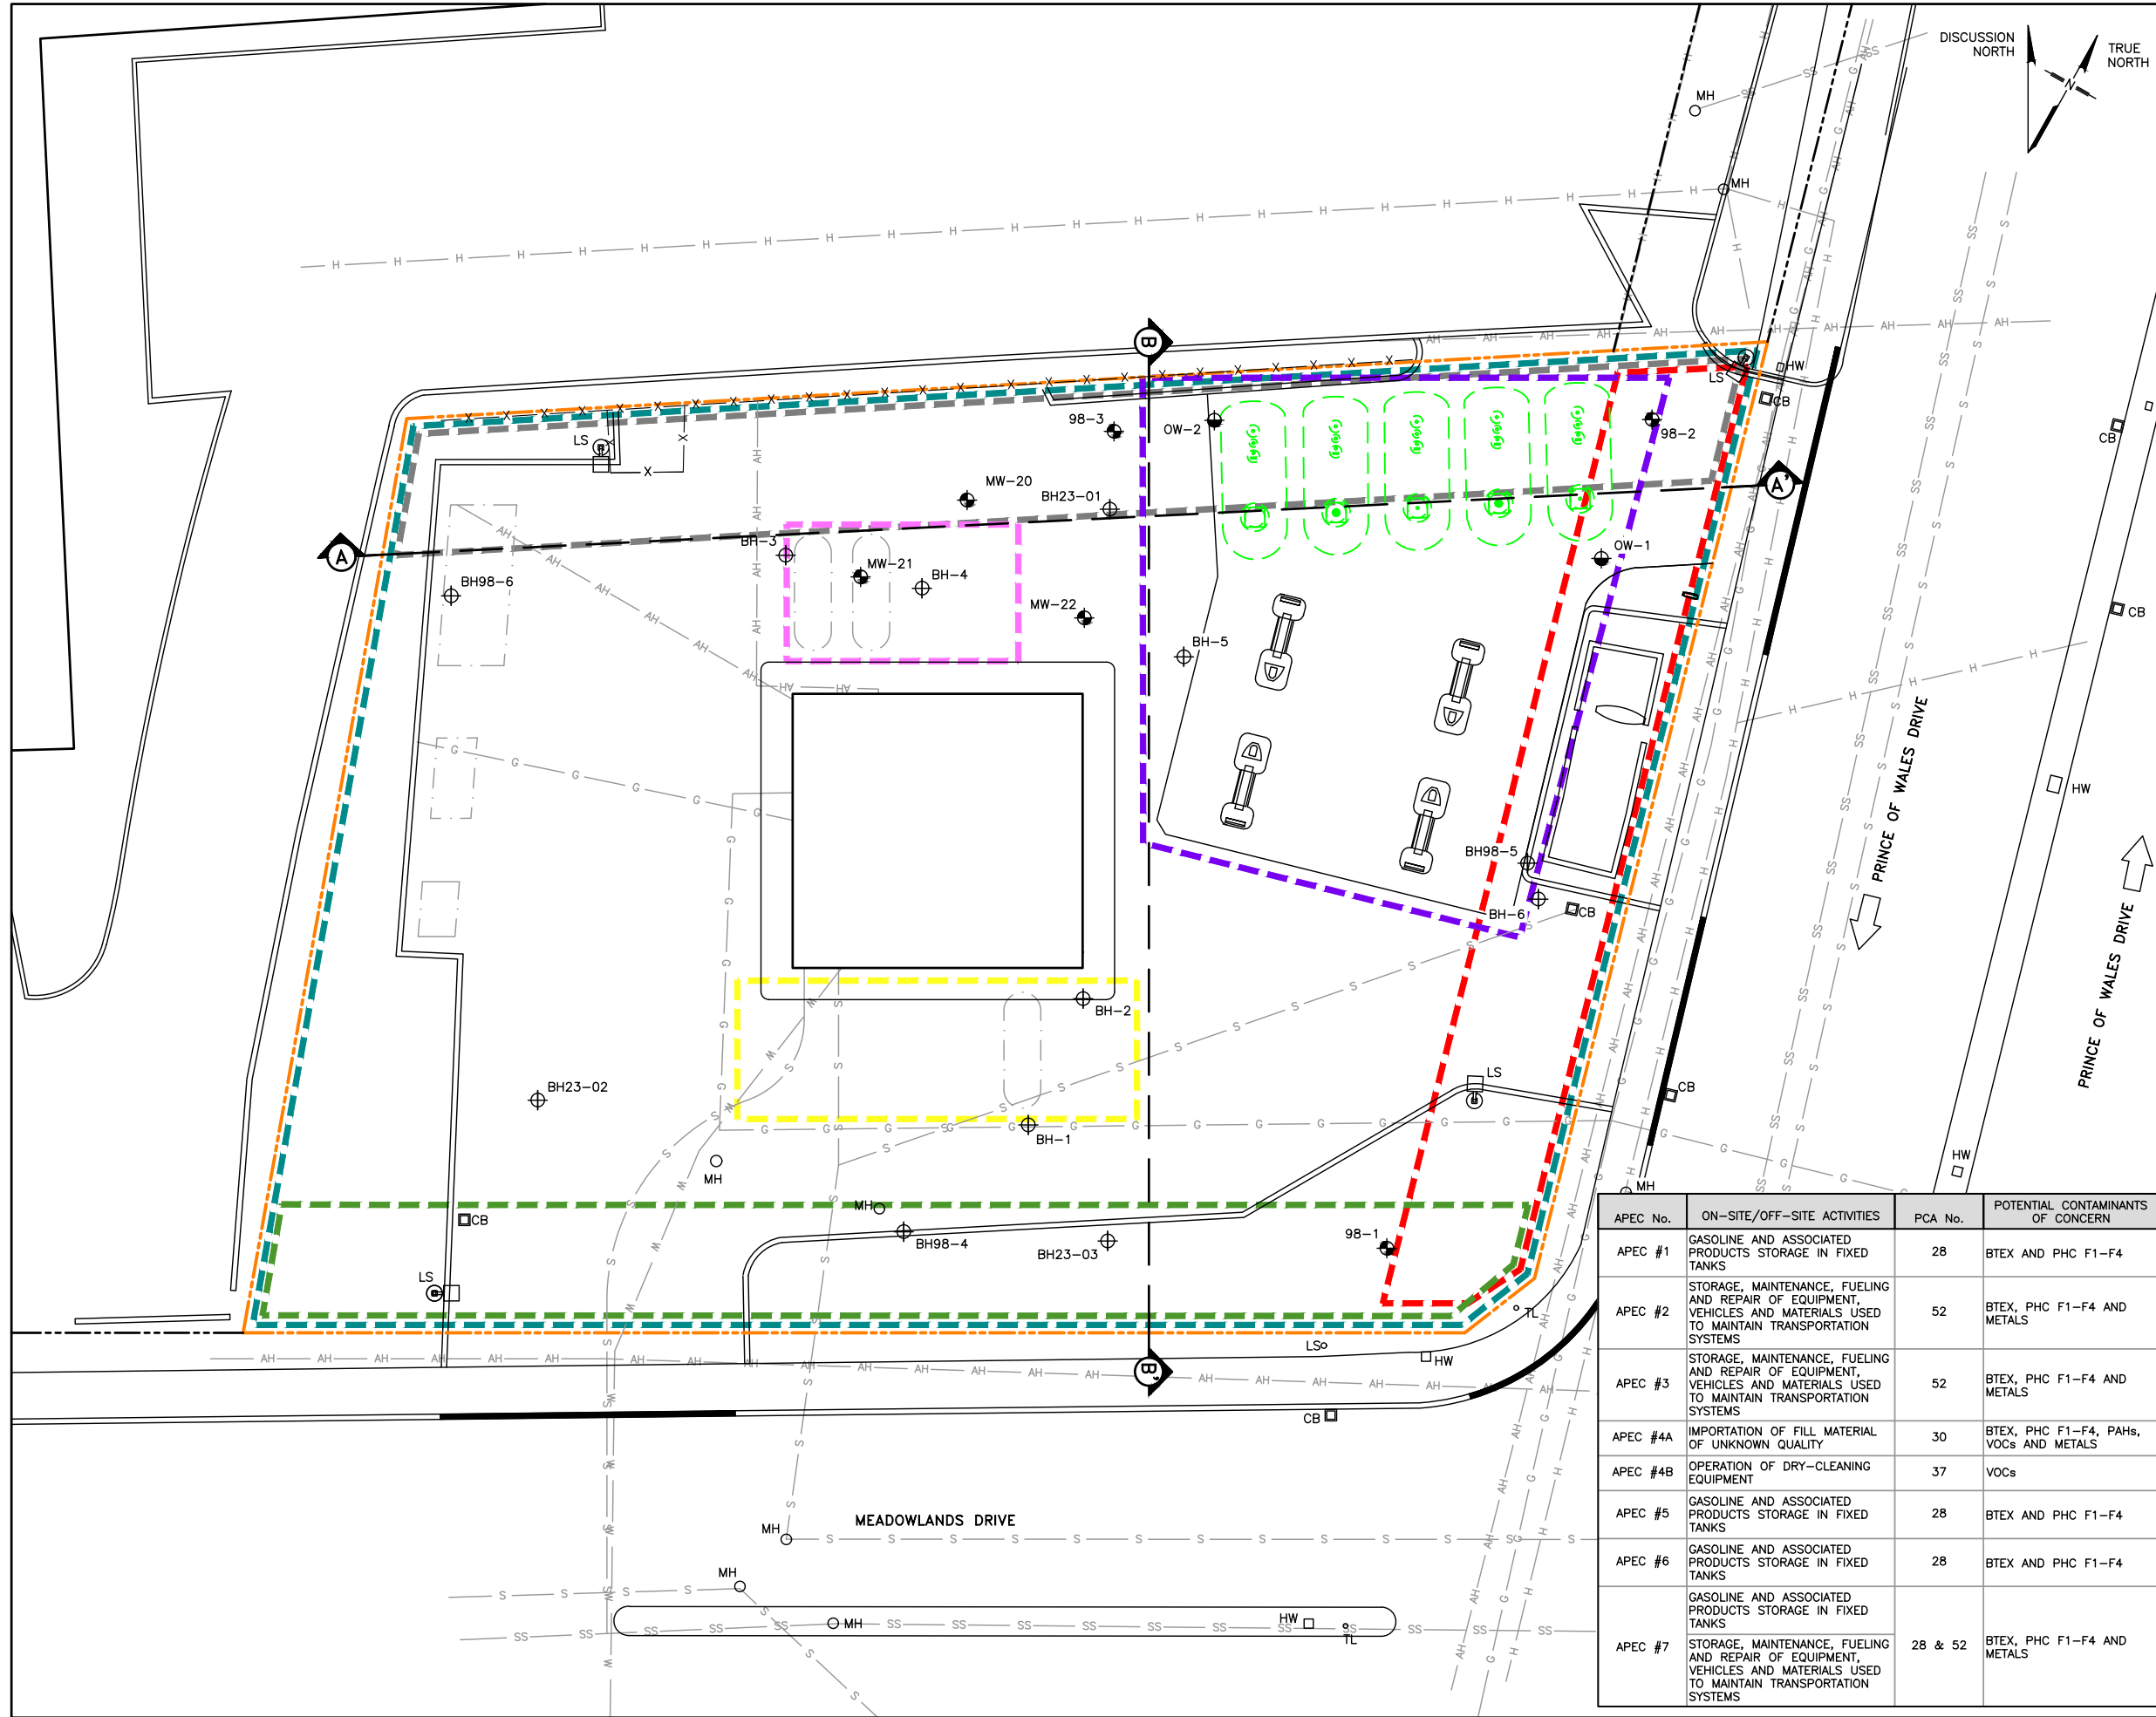 DISCUSSION
NORTH
TRUE
NORTH
N
MH
MH
B
HW
LS
CB
98-3
OW-2
98-2
CB
LS
MW-20
BH23-01
A'
A
BH-3
MW-21
BH-4
OW-1
BH98-6
MW-22
CB
BH-5
PRINCE OF WALES DRIVE
HW
BH98-5
BH-6
CB
PRINCE OF WALES DRIVE
BH-2
LS
CB
BH23-02
BH-1
MH
HW
MH
MH
CB
BH98-4
BH23-03
98-1
LS
TL
LS
HW
B'
CB
MEADOWLANDS DRIVE
MH
MH
MH
HW
TL
APEC No.
ON-SITE/OFF-SITE ACTIVITIES
PCA No.
POTENTIAL CONTAMINANTS
OF CONCERN
APEC #1
GASOLINE AND ASSOCIATED
PRODUCTS STORAGE IN FIXED
TANKS
28
BTEX AND PHC F1-F4
APEC #2
STORAGE, MAINTENANCE, FUELING
AND REPAIR OF EQUIPMENT,
VEHICLES AND MATERIALS USED
TO MAINTAIN TRANSPORTATION
SYSTEMS
52
BTEX, PHC F1-F4 AND
METALS
APEC #3
STORAGE, MAINTENANCE, FUELING
AND REPAIR OF EQUIPMENT,
VEHICLES AND MATERIALS USED
TO MAINTAIN TRANSPORTATION
SYSTEMS
52
BTEX, PHC F1-F4 AND
METALS
APEC #4A
IMPORTATION OF FILL MATERIAL
OF UNKNOWN QUALITY
30
BTEX, PHC F1-F4, PAHs,
VOCs AND METALS
APEC #4B
OPERATION OF DRY-CLEANING
EQUIPMENT
37
VOCs
APEC #5
GASOLINE AND ASSOCIATED
PRODUCTS STORAGE IN FIXED
TANKS
28
BTEX AND PHC F1-F4
APEC #6
GASOLINE AND ASSOCIATED
PRODUCTS STORAGE IN FIXED
TANKS
28
BTEX AND PHC F1-F4
APEC #7
GASOLINE AND ASSOCIATED
PRODUCTS STORAGE IN FIXED
TANKS
STORAGE, MAINTENANCE, FUELING
AND REPAIR OF EQUIPMENT,
VEHICLES AND MATERIALS USED
TO MAINTAIN TRANSPORTATION
SYSTEMS
28 & 52
BTEX, PHC F1-F4 AND
METALS